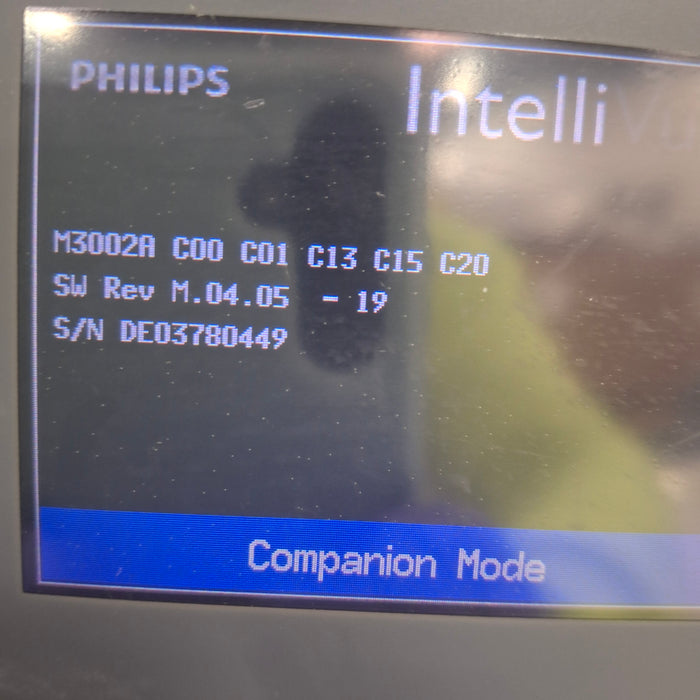 PHILIPS
Intelli
M3002A C00 C01 C13 C15 C20
SW Rev M.04.05 - 19
S/N DE03780449
Companion Mode